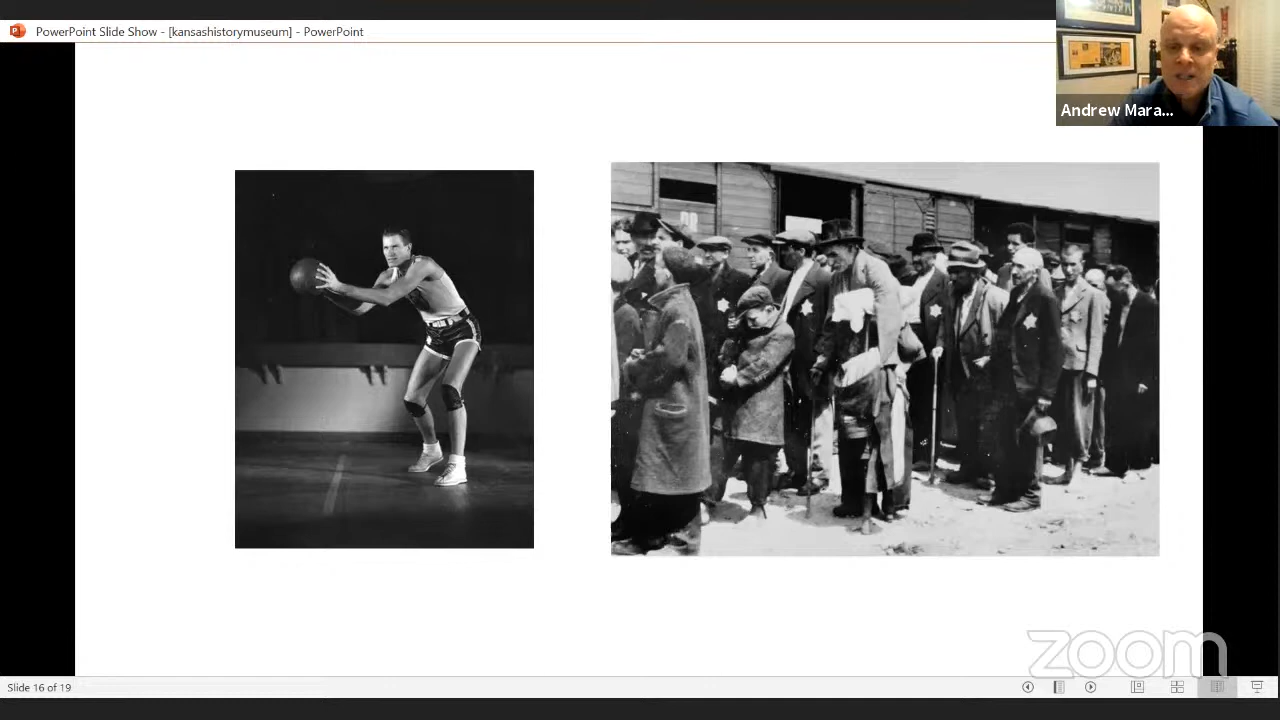 PowerPoint Slide Show - [kansashistorymuseum] - PowerPoint
Andrew Mara...
zoom
Slide 16 of 19